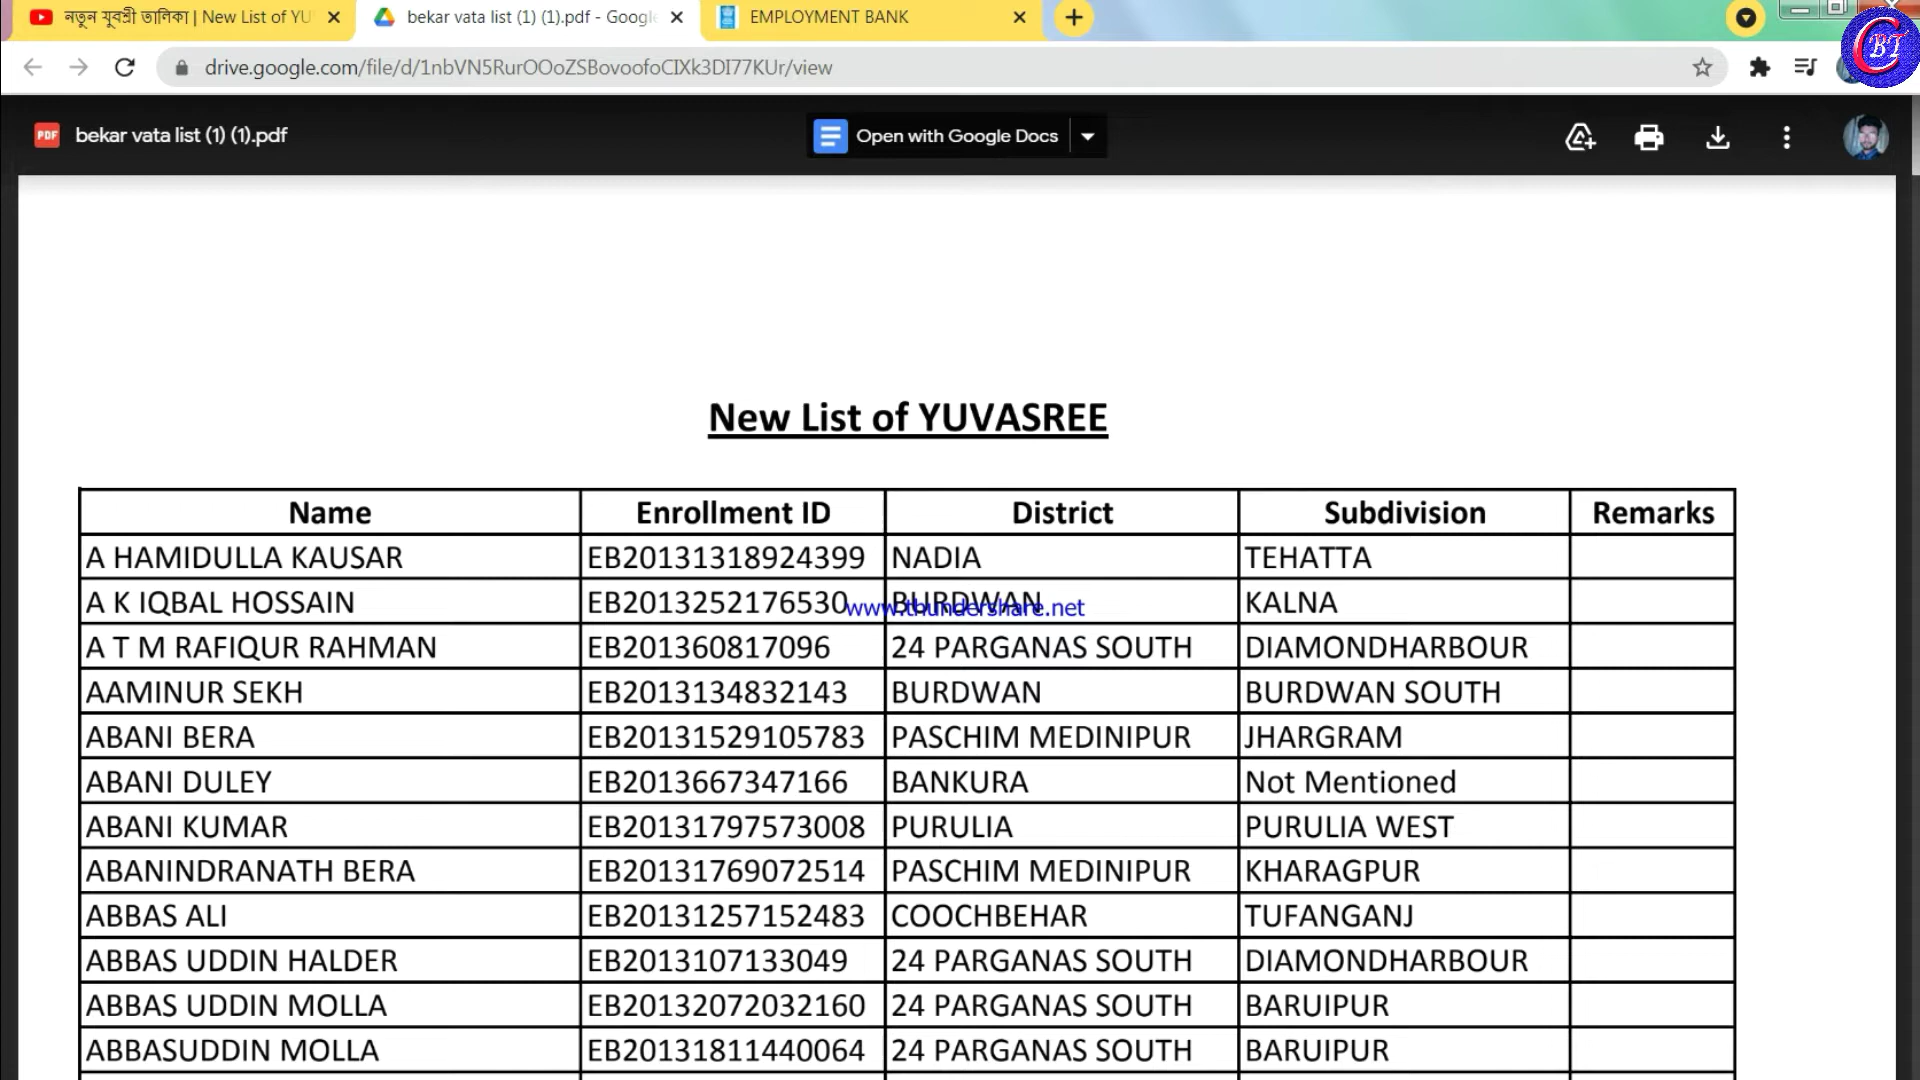 নতুন যুবশ্রী তালিকা | New List of YU
bekar vata list (1) (1).pdf - Google
EMPLOYMENT BANK
drive.google.com/file/d/1nbVN5RurOOoZSBovoofoCIXk3DI77KUr/view
CBT
PDF bekar vata list (1) (1).pdf
Open with Google Docs
New List of YUVASREE
Name Enrollment ID District Subdivision Remarks
A HAMIDULLA KAUSAR EB20131318924399 NADIA TEHATTA
A K IQBAL HOSSAIN EB2013252176530 BURDWAN KALNA
www.thundershare.net
A T M RAFIQUR RAHMAN EB201360817096 24 PARGANAS SOUTH DIAMONDHARBOUR
AAMINUR SEKH EB2013134832143 BURDWAN BURDWAN SOUTH
ABANI BERA EB20131529105783 PASCHIM MEDINIPUR JHARGRAM
ABANI DULEY EB2013667347166 BANKURA Not Mentioned
ABANI KUMAR EB20131797573008 PURULIA PURULIA WEST
ABANINDRANATH BERA EB20131769072514 PASCHIM MEDINIPUR KHARAGPUR
ABBAS ALI EB20131257152483 COOCHBEHAR TUFANGANJ
ABBAS UDDIN HALDER EB2013107133049 24 PARGANAS SOUTH DIAMONDHARBOUR
ABBAS UDDIN MOLLA EB20132072032160 24 PARGANAS SOUTH BARUIPUR
ABBASUDDIN MOLLA EB20131811440064 24 PARGANAS SOUTH BARUIPUR